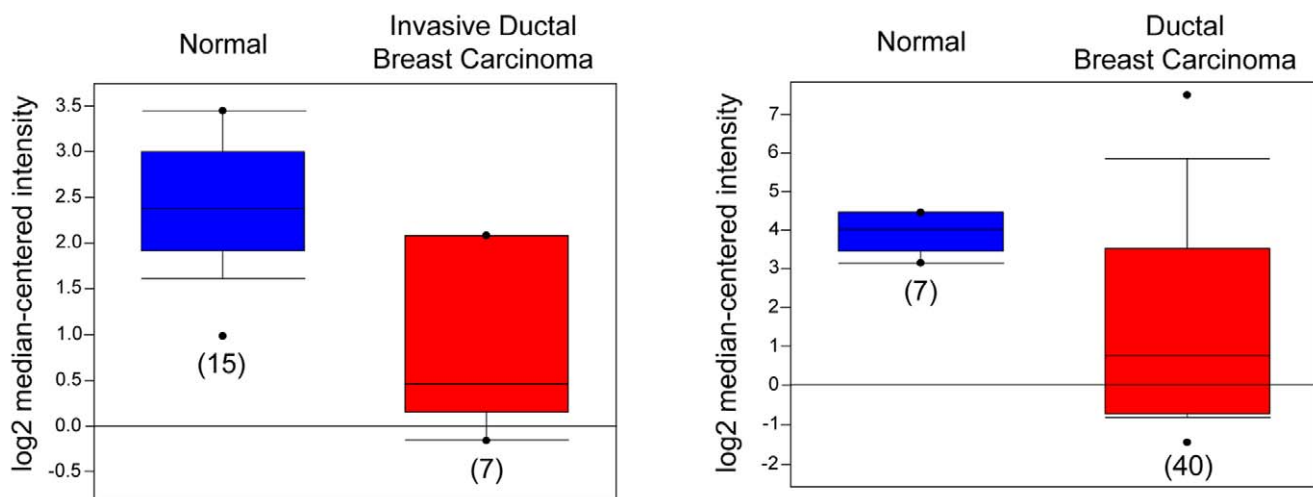 Normal
Invasive Ductal
Breast Carcinoma
log2 median-centered intensity
3.5
3.0
2.5
2.0
1.5
1.0
0.5
0.0
-0.5
(15)
(7)
Normal
Ductal
Breast Carcinoma
log2 median-centered intensity
7
6
5
4
3
2
1
0
-1
-2
(7)
(40)